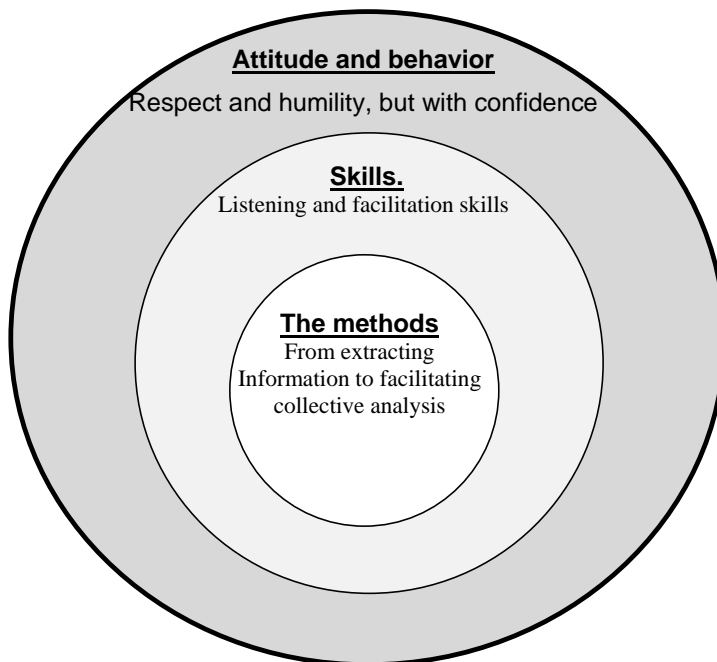 Attitude and behavior
Respect and humility, but with confidence
Skills.
Listening and facilitation skills
The methods
From extracting
Information to facilitating
collective analysis